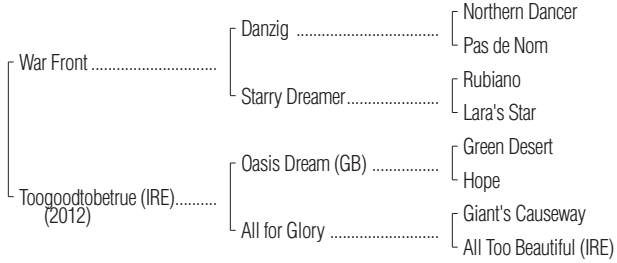 Northern Dancer
Danzig ..................................
Pas de Nom
War Front ..............................
Rubiano
Starry Dreamer......................
Lara's Star
Green Desert
Oasis Dream (GB) ................
Hope
Toogoodtobetrue (IRE)..........
(2012)
Giant's Causeway
All for Glory ..........................
All Too Beautiful (IRE)